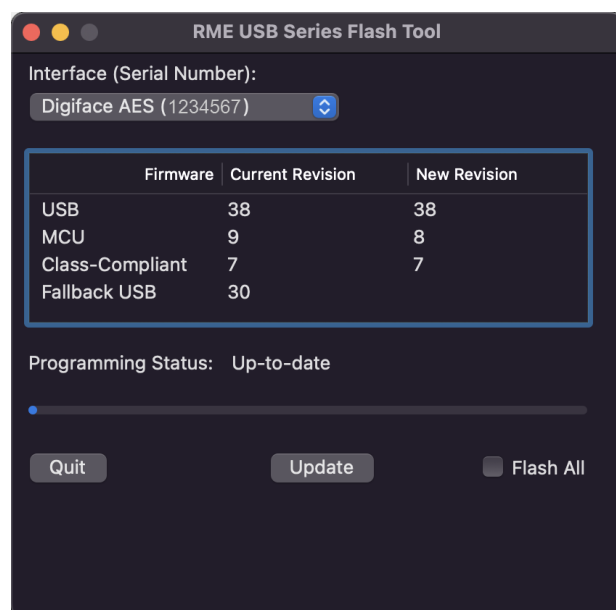 RME USB Series Flash Tool
Interface (Serial Number):
Digiface AES (1234567)
Firmware Current Revision New Revision
USB 38 38
MCU 9 8
Class-Compliant 7 7
Fallback USB 30
Programming Status: Up-to-date
Quit Update Flash All